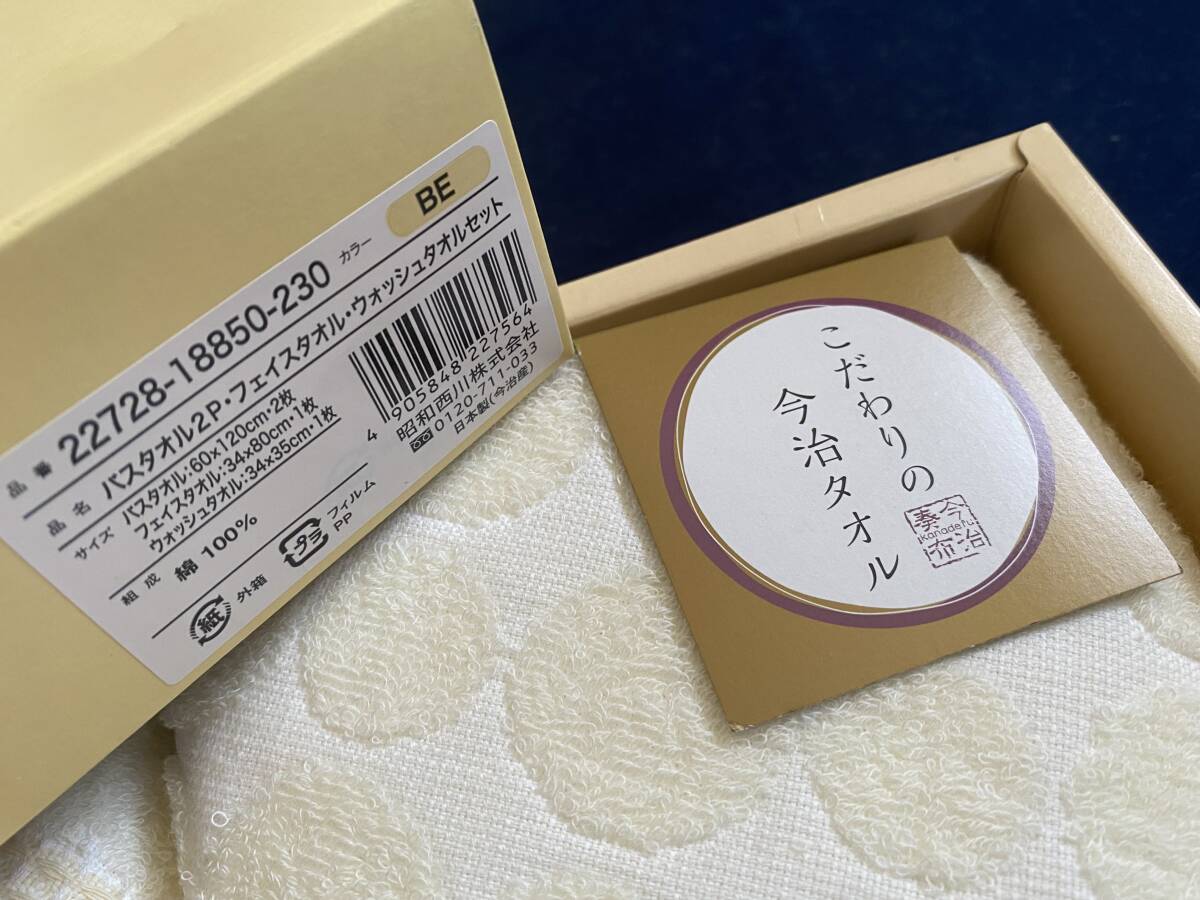 品番 22728-18850-230 カラー BE
品名 バスタオル2P・フェイスタオル・ウォッシュタオルセット
サイズ バスタオル:60×120cm・2枚
フェイスタオル:34×80cm・1枚
ウォッシュタオル:34×35cm・1枚
組成 綿 100%
紙 外箱
プラ フィルム
PP
4 905848 227564
昭和西川株式会社
0120-711-033
日本製(今治産)
こだわりの
今治タオル
今治
奏布
Kanadefu